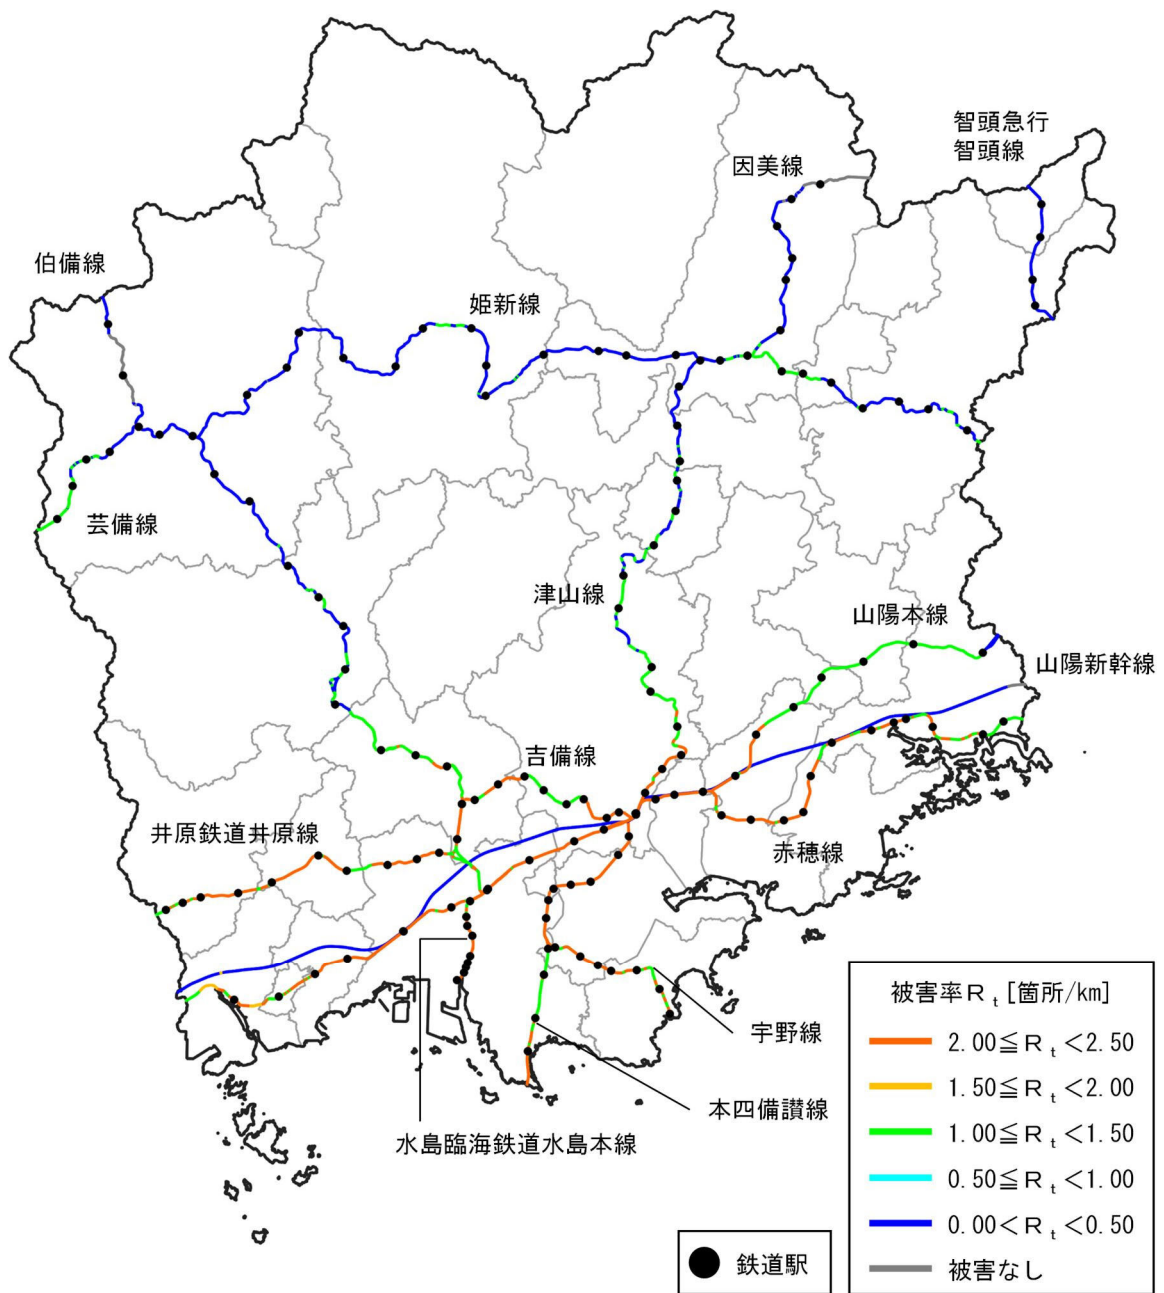 智頭急行
智頭線
因美線
伯備線
姫新線
芸備線
津山線
山陽本線
山陽新幹線
吉備線
井原鉄道井原線
赤穂線
宇野線
本四備讃線
水島臨海鉄道水島本線
被害率Ｒｔ[箇所/km]
2.00≦Ｒｔ<2.50
1.50≦Ｒｔ<2.00
1.00≦Ｒｔ<1.50
0.50≦Ｒｔ<1.00
0.00<Ｒｔ<0.50
被害なし
鉄道駅